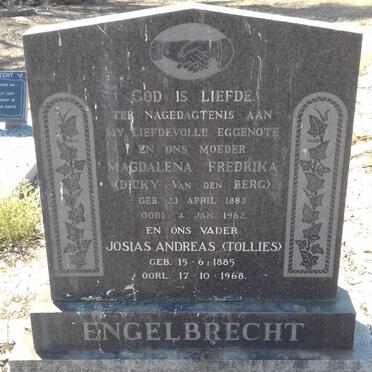 GOD IS LIEFDE.
TER NAGEDAGTENIS AAN
MY LIEFDEVOLLE EGGENOTE
EN ONS MOEDER
MAGDALENA FREDRIKA
(DICKY VAN DEN BERG)
GEB. 23 APRIL 1883
OORL. 4 JAN. 1962.
EN ONS VADER
JOSIAS ANDREAS (TOLLIES)
GEB. 15·6·1885
OORL. 17·10·1968.
ENGELBRECHT